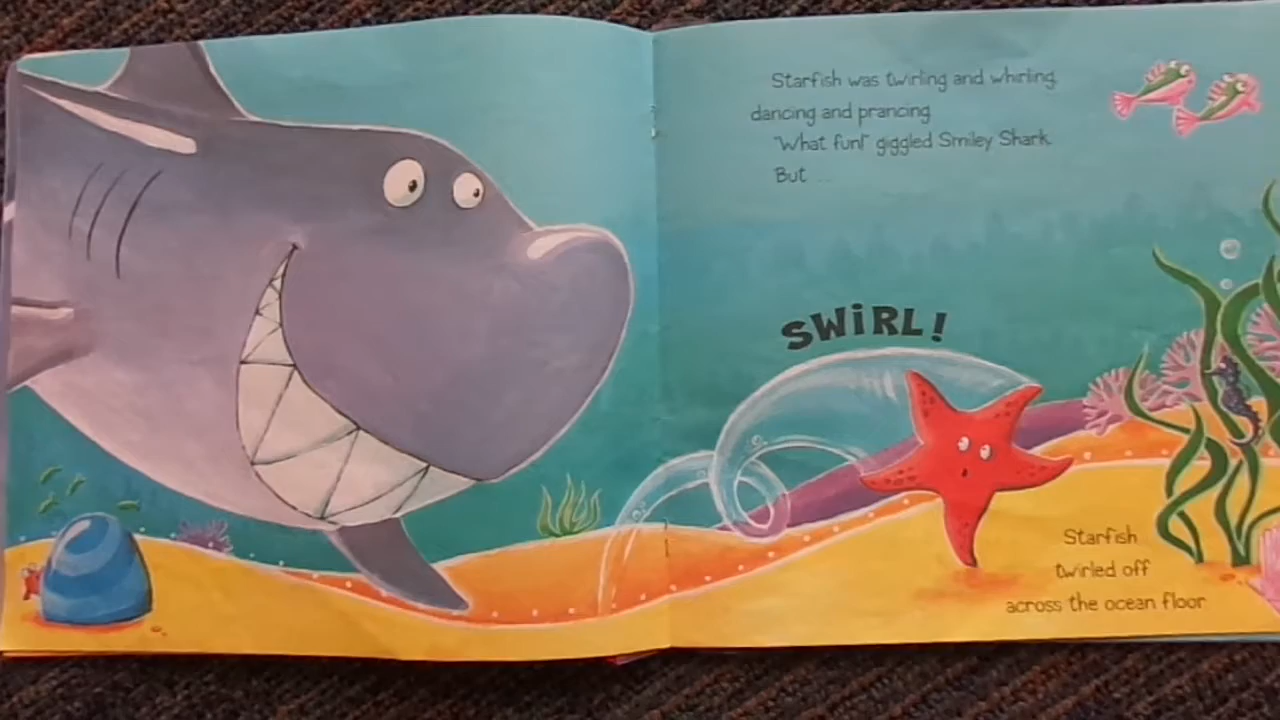 Starfish was twirling and whirling,
dancing and prancing.
"What fun!" giggled Smiley Shark.
But ...
SWiRL!
Starfish
twirled off
across the ocean floor.